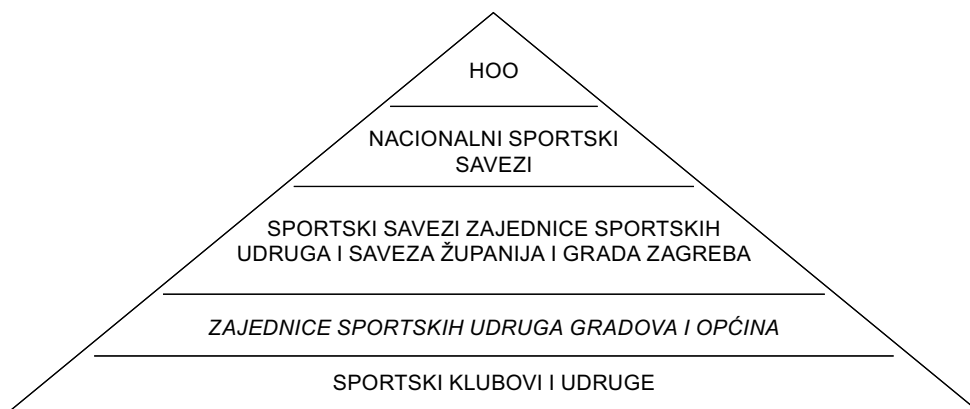 HOO
NACIONALNI SPORTSKI
SAVEZI
SPORTSKI SAVEZI ZAJEDNICE SPORTSKIH
UDRUGA I SAVEZA ŽUPANIJA I GRADA ZAGREBA
ZAJEDNICE SPORTSKIH UDRUGA GRADOVA I OPĆINA
SPORTSKI KLUBOVI I UDRUGE